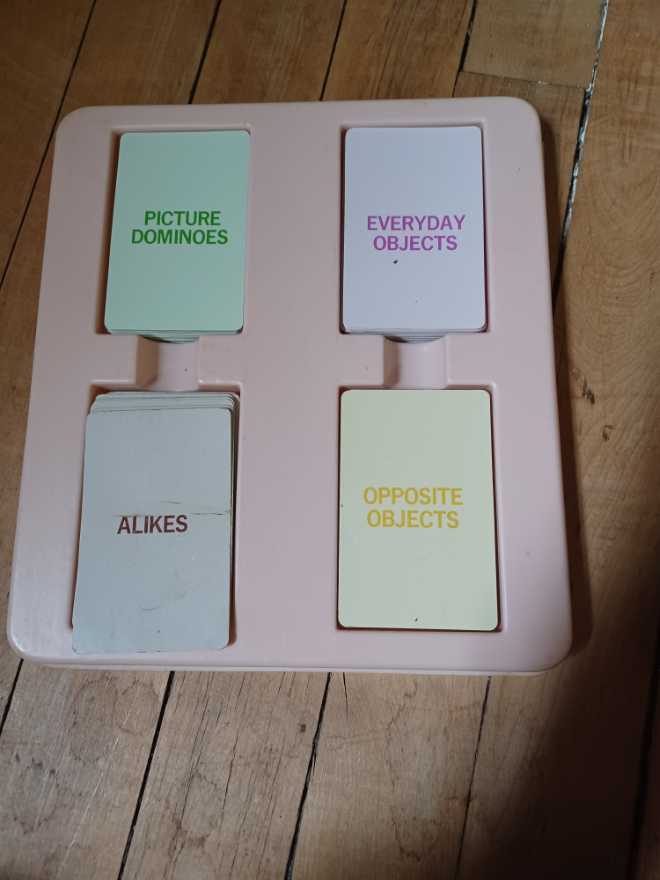 PICTURE
DOMINOES
EVERYDAY
OBJECTS
ALIKES
OPPOSITE
OBJECTS